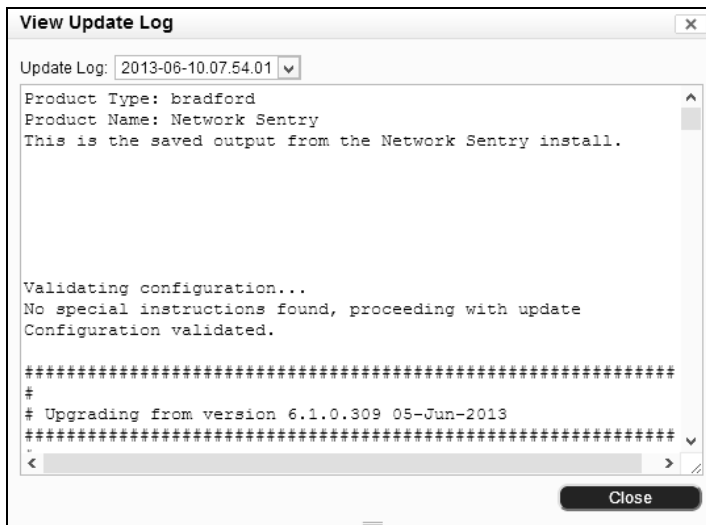 View Update Log
Update Log: 2013-06-10.07.54.01
Product Type: bradford
Product Name: Network Sentry
This is the saved output from the Network Sentry install.
Validating configuration...
No special instructions found, proceeding with update
Configuration validated.
##############################################################
#
# Upgrading from version 6.1.0.309 05-Jun-2013
##############################################################
Close